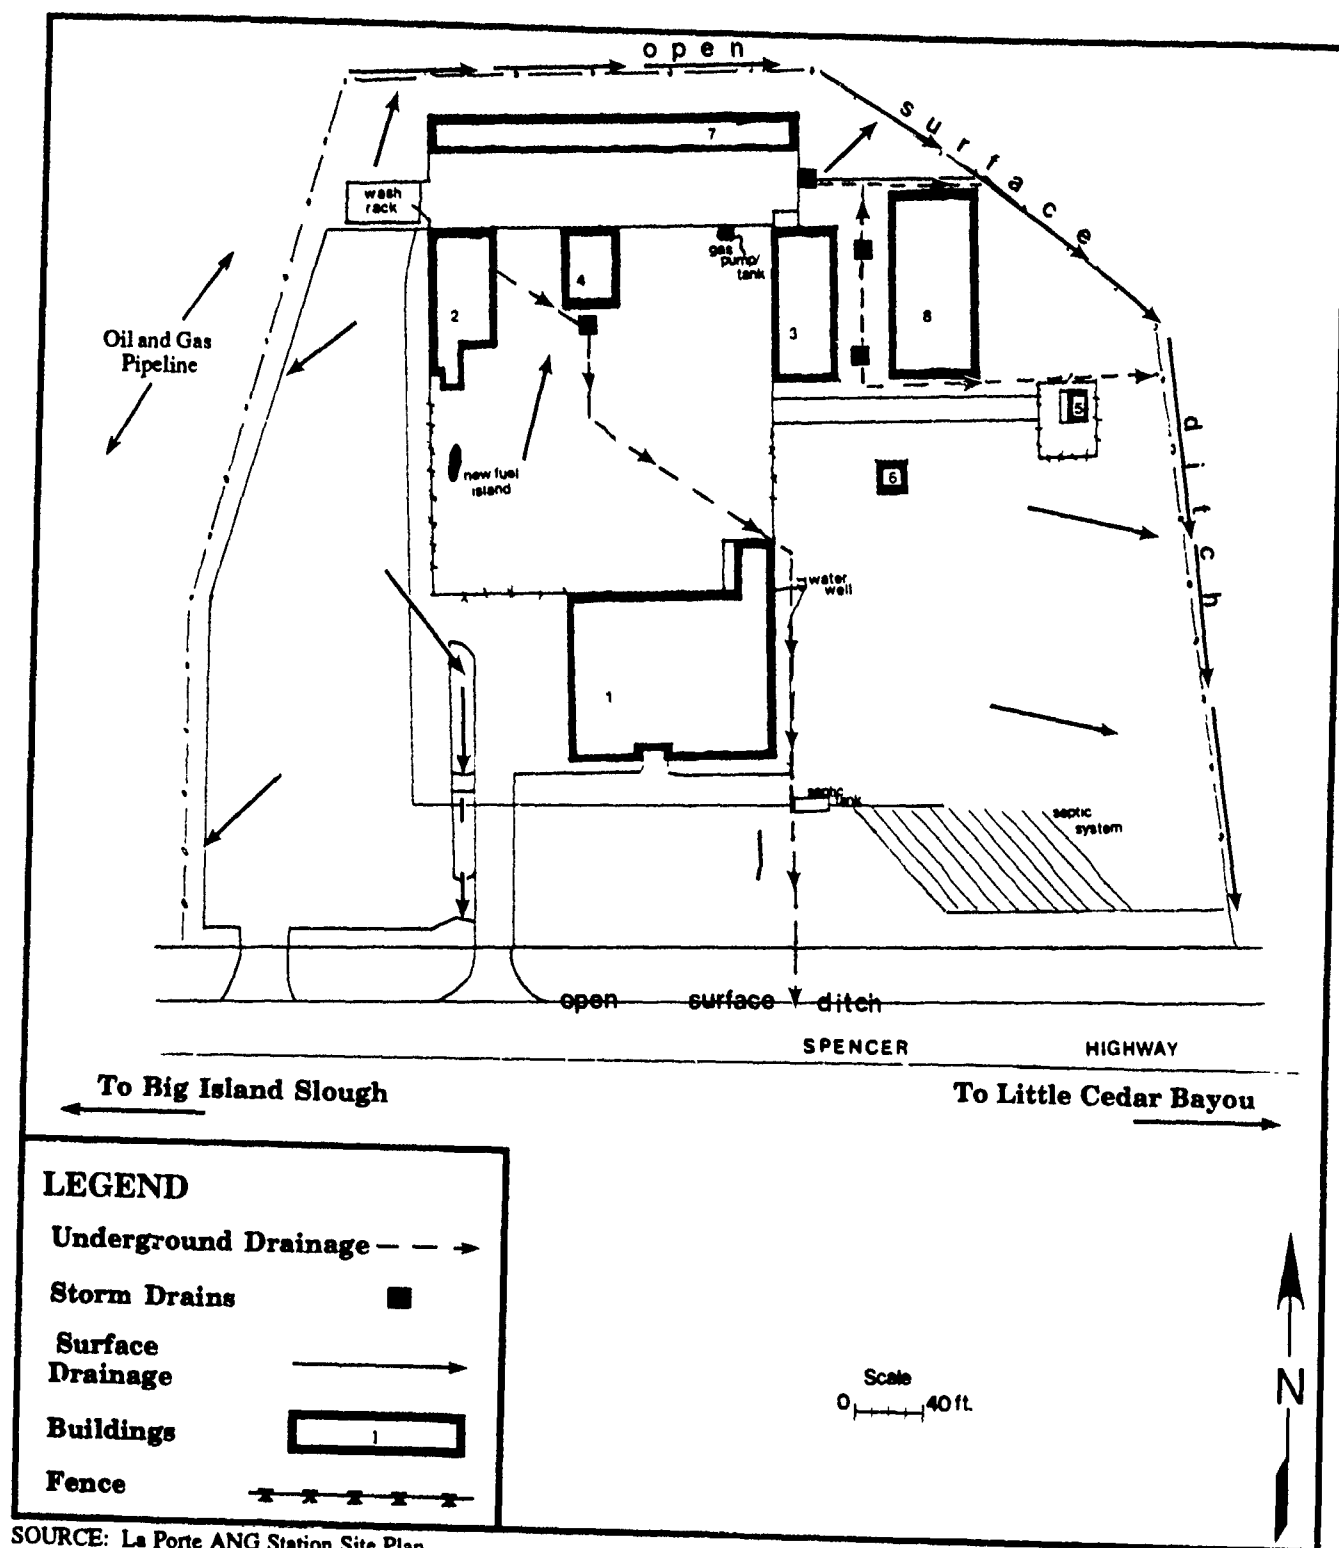 open
surface
7
wash
rack
gas
pump/
tank
4
2
3
8
Oil and Gas
Pipeline
5
ditch
6
new fuel
island
water
well
1
septic
tank
septic
system
open surface ditch
SPENCER HIGHWAY
To Big Island Slough
To Little Cedar Bayou
LEGEND
Underground Drainage
Storm Drains
Surface
Drainage
Buildings
1
Fence
Scale
0 40 ft.
N
SOURCE: La Porte ANG Station Site Plan